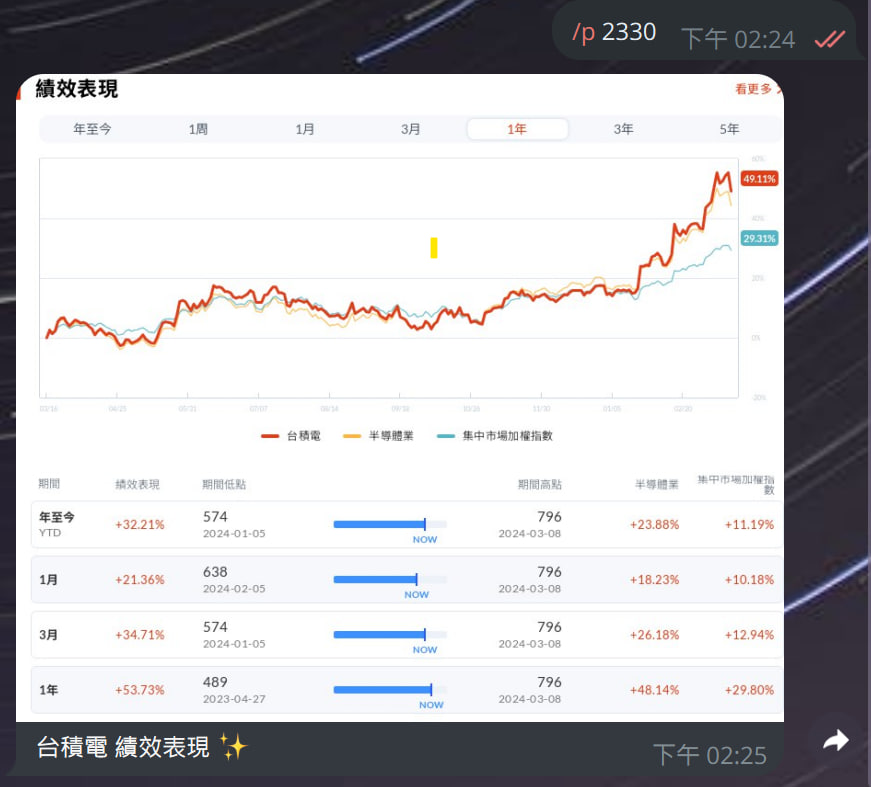 /p 2330 下午 02:24
績效表現 看更多
年至今 1周 1月 3月 1年 3年 5年
60%
49.11%
40%
29.31%
20%
0%
-20%
03/16 04/25 05/31 07/07 08/14 09/18 10/26 11/30 01/05 02/20
台積電 半導體業 集中市場加權指數
期間 績效表現 期間低點 期間高點 半導體業 集中市場加權指
數
年至今 +32.21% 574 796 +23.88% +11.19%
YTD 2024-01-05 NOW 2024-03-08
1月 +21.36% 638 796 +18.23% +10.18%
2024-02-05 NOW 2024-03-08
3月 +34.71% 574 796 +26.18% +12.94%
2024-01-05 NOW 2024-03-08
1年 +53.73% 489 796 +48.14% +29.80%
2023-04-27 NOW 2024-03-08
台積電 績效表現 ✨
下午 02:25